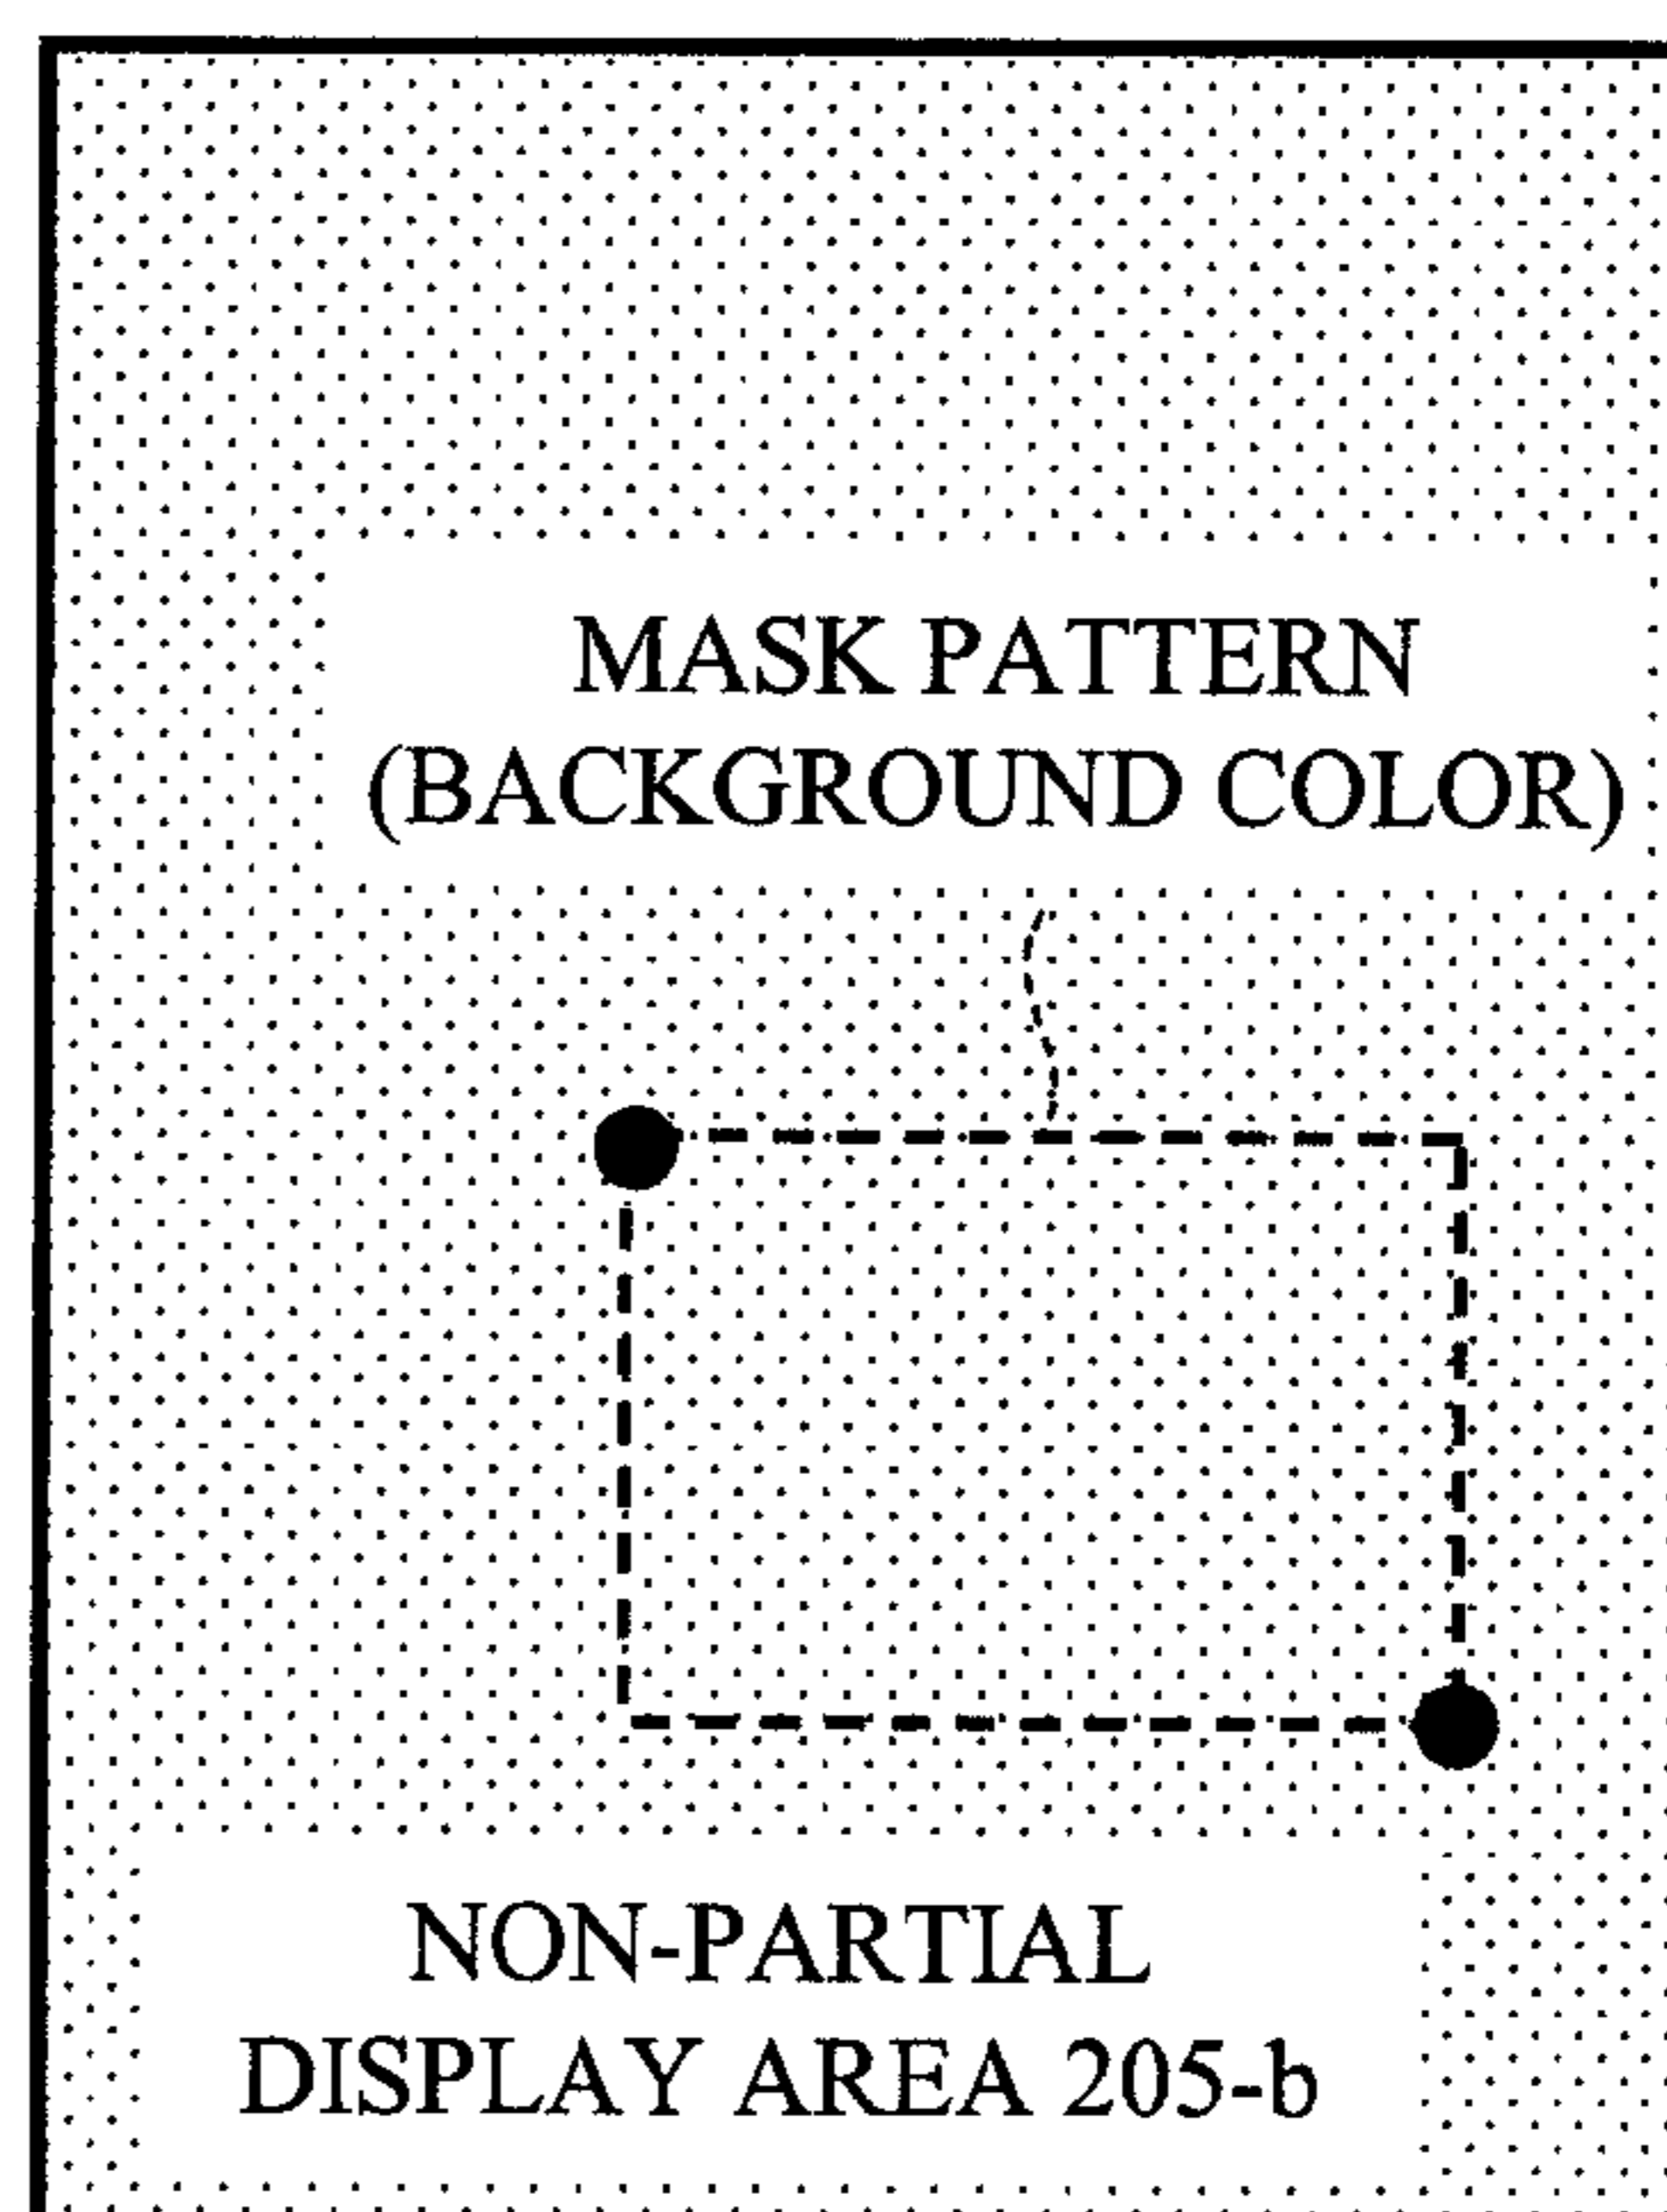 MASK PATTERN
(BACKGROUND COLOR)
NON-PARTIAL
DISPLAY AREA 205-b